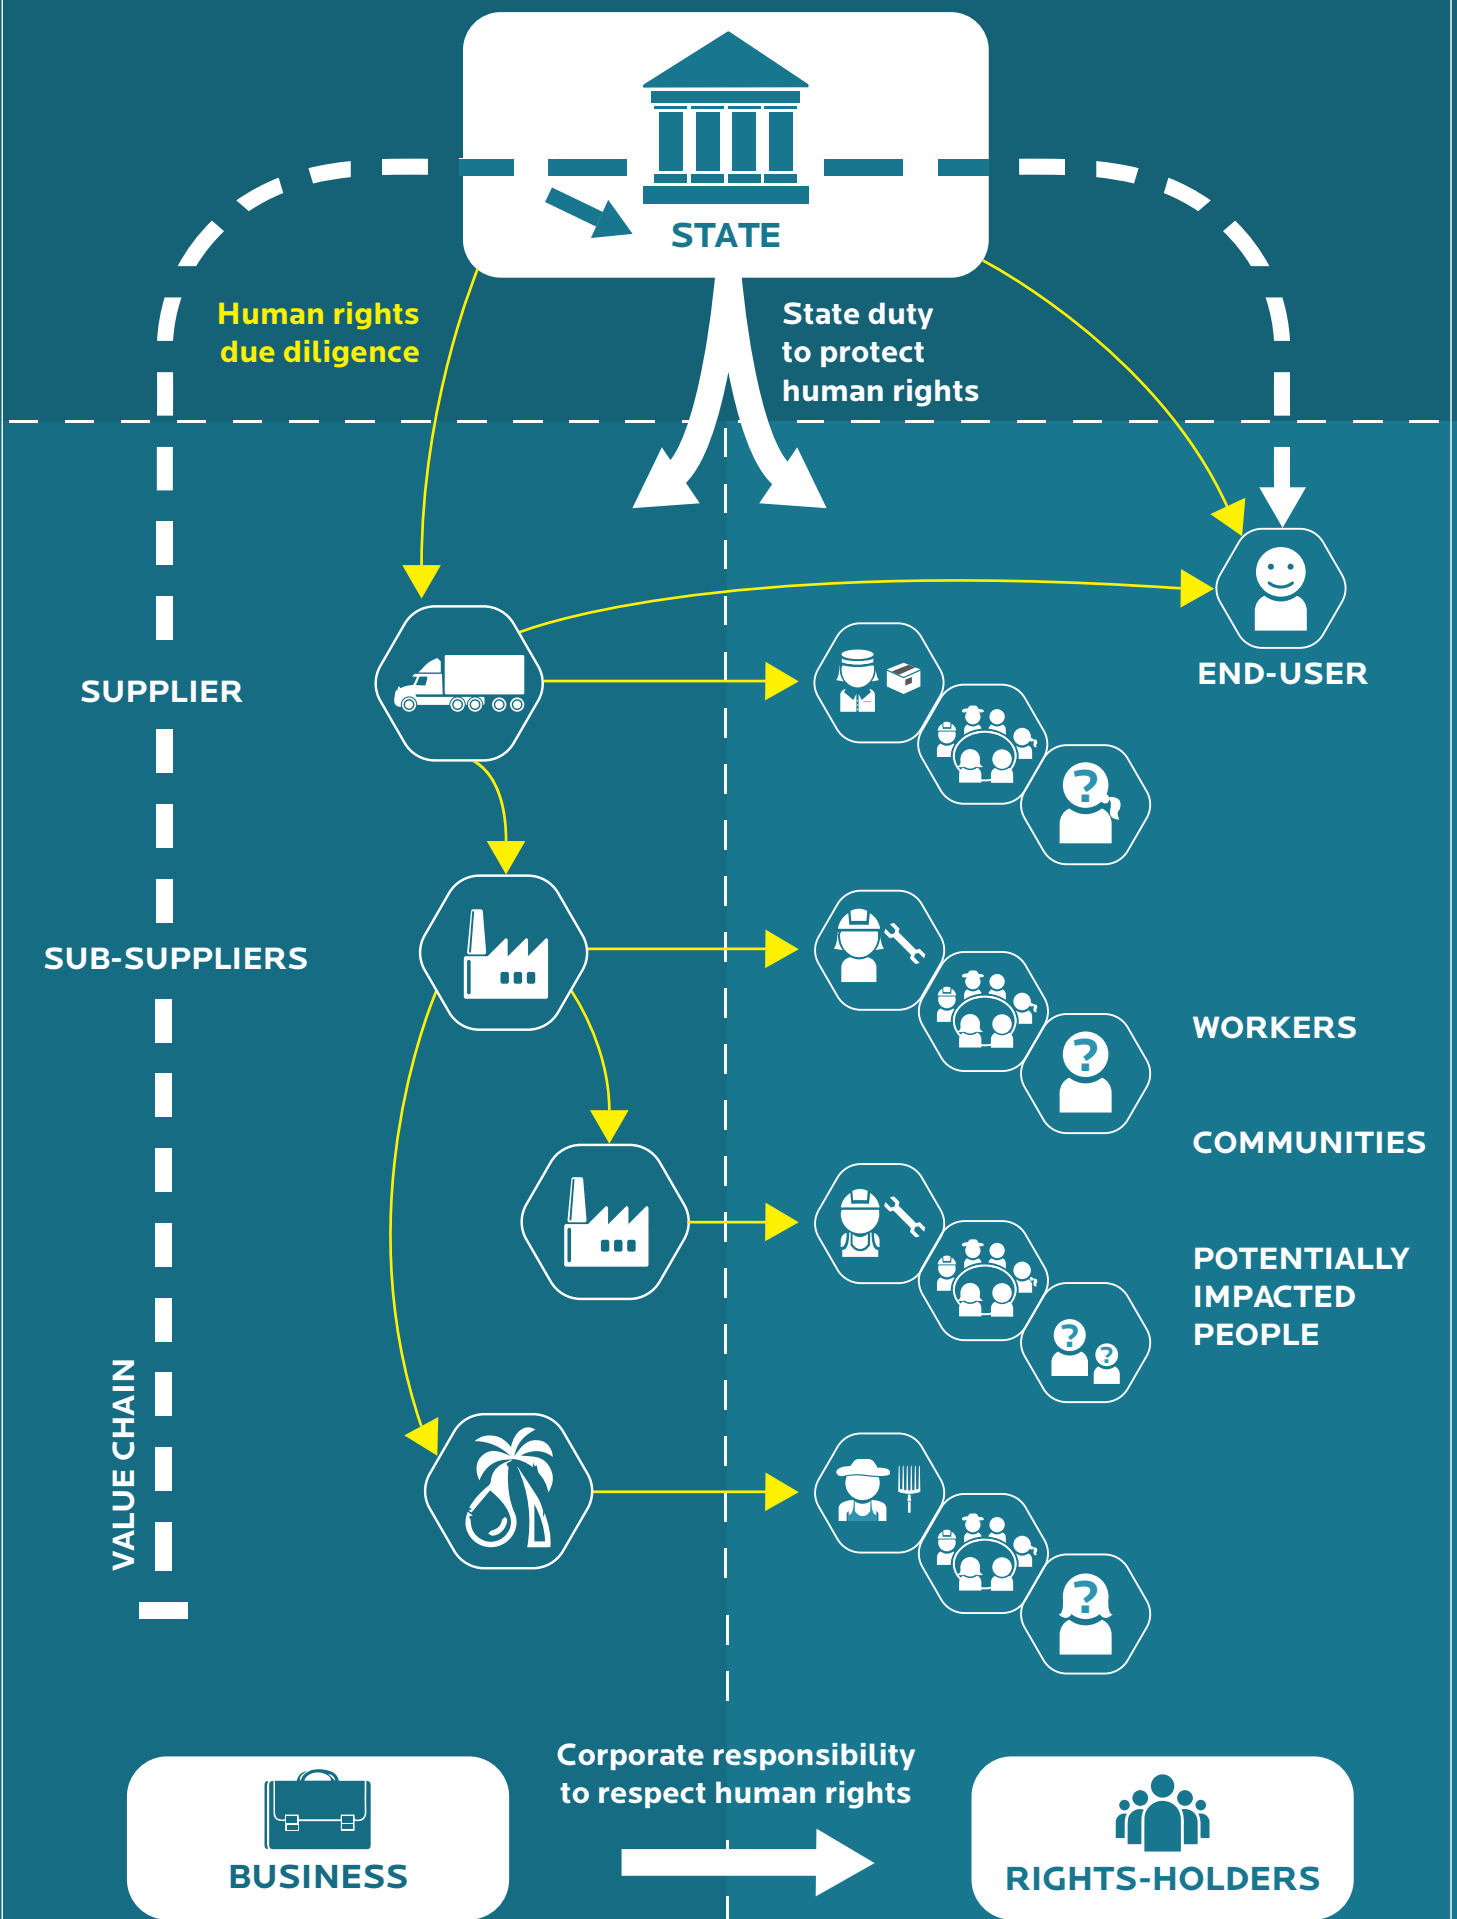 STATE
Human rights
due diligence
State duty
to protect
human rights
SUPPLIER
END-USER
?
SUB-SUPPLIERS
WORKERS
?
COMMUNITIES
POTENTIALLY
IMPACTED
PEOPLE
?
?
VALUE CHAIN
?
Corporate responsibility
to respect human rights
BUSINESS
RIGHTS-HOLDERS